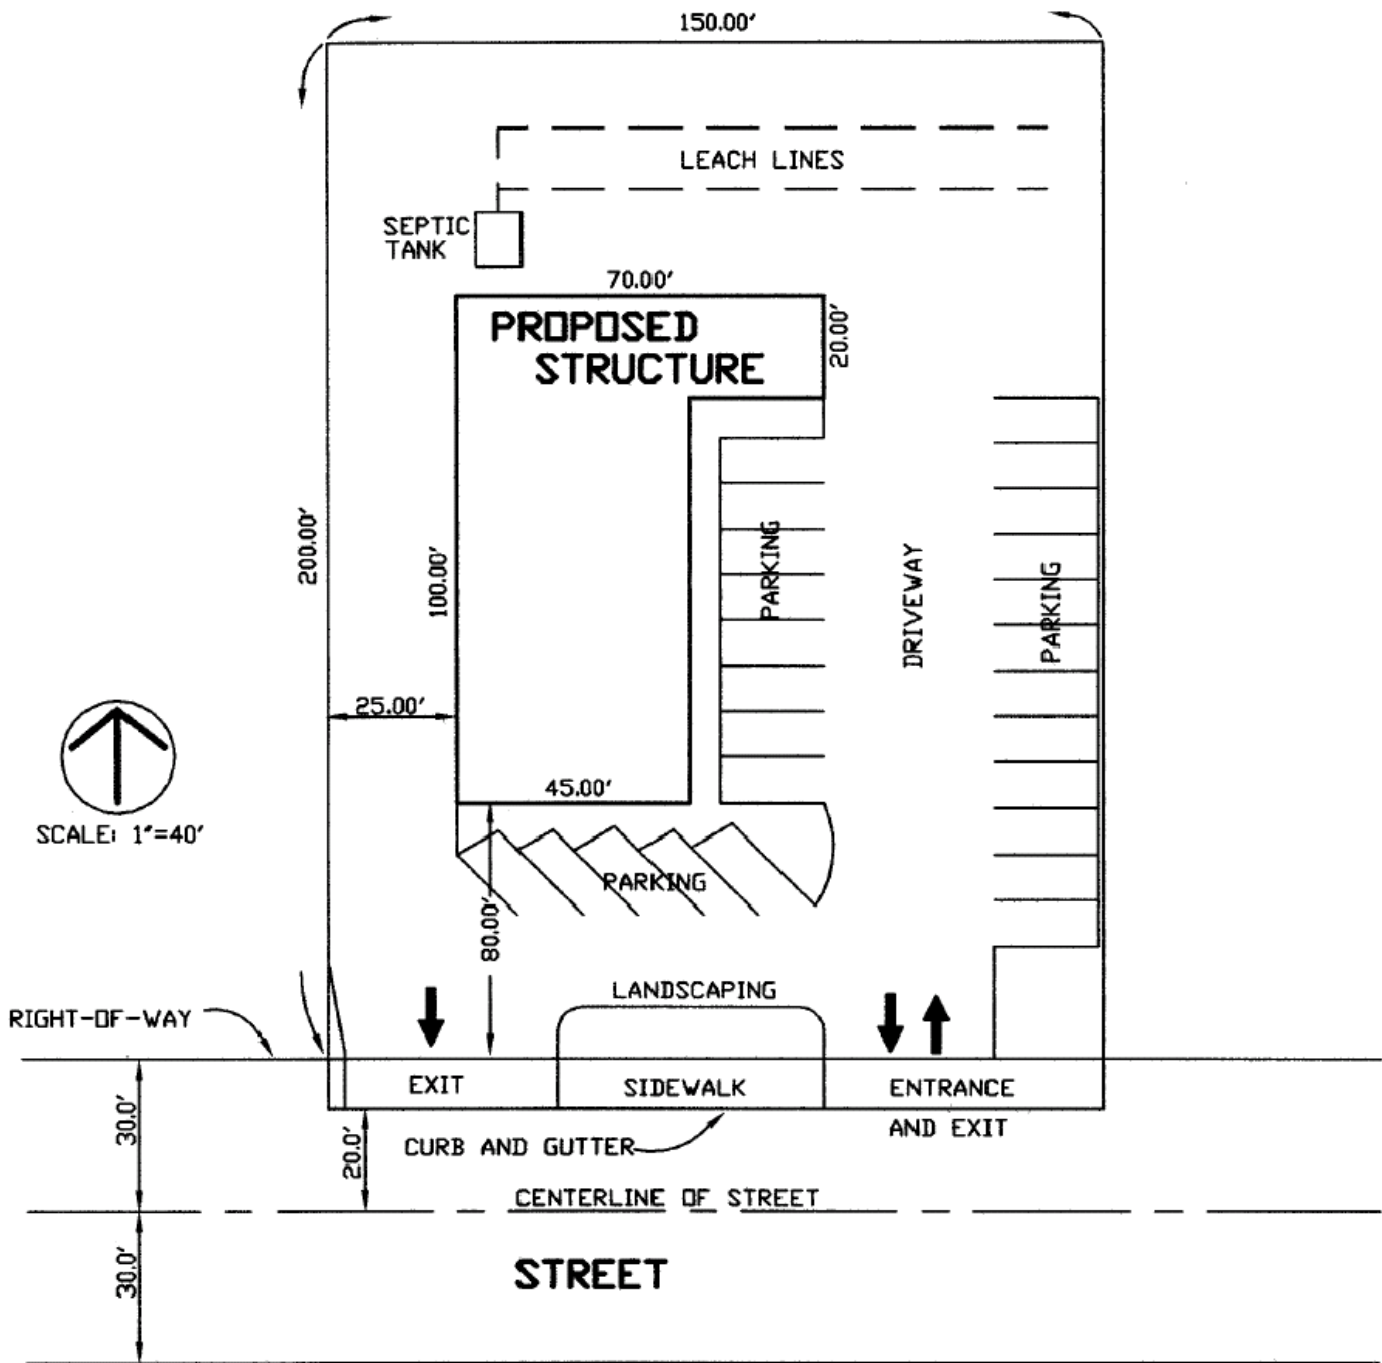 150.00'
LEACH LINES
SEPTIC
TANK
70.00'
PROPOSED
STRUCTURE
20.00'
200.00'
100.00'
PARKING
DRIVEWAY
PARKING
25.00'
45.00'
SCALE: 1"=40'
PARKING
80.00'
LANDSCAPING
RIGHT-OF-WAY
EXIT
SIDEWALK
ENTRANCE
AND EXIT
30.0'
20.0'
CURB AND GUTTER
CENTERLINE OF STREET
30.0'
STREET